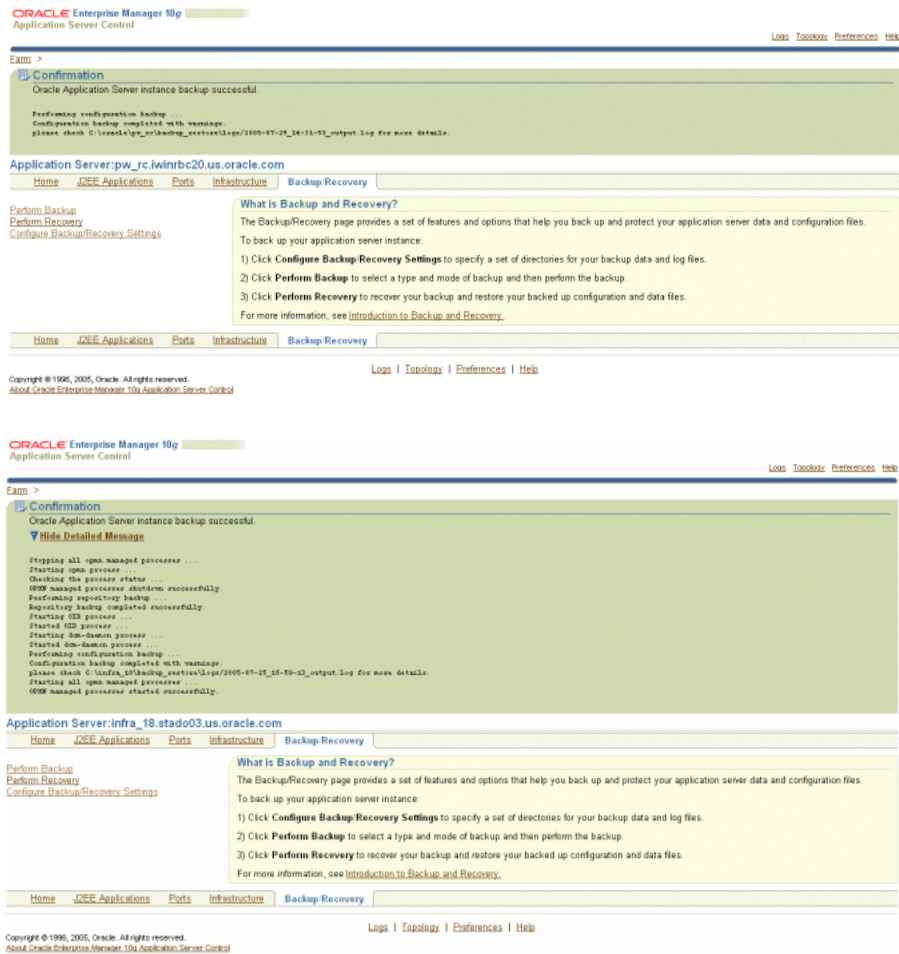 ORACLE Enterprise Manager 10g
Application Server Control
Logs Topology Preferences Help
Farm >
Confirmation
Oracle Application Server instance backup successful.
Performing configuration backup ...
Configuration backup completed with warnings.
please check C:\oracle\pw_rc\backup_restore\logs/2005-07-25_16-31-53_output.log for more details.
Application Server:pw_rc.iwinrbc20.us.oracle.com
Home J2EE Applications Ports Infrastructure Backup/Recovery
Perform Backup
Perform Recovery
Configure Backup/Recovery Settings
What is Backup and Recovery?
The Backup/Recovery page provides a set of features and options that help you back up and protect your application server data and configuration files.
To back up your application server instance:
1) Click Configure Backup/Recovery Settings to specify a set of directories for your backup data and log files.
2) Click Perform Backup to select a type and mode of backup and then perform the backup.
3) Click Perform Recovery to recover your backup and restore your backed up configuration and data files.
For more information, see Introduction to Backup and Recovery.
Home J2EE Applications Ports Infrastructure Backup/Recovery
Logs | Topology | Preferences | Help
Copyright © 1996, 2005, Oracle. All rights reserved.
About Oracle Enterprise Manager 10g Application Server Control
ORACLE Enterprise Manager 10g
Application Server Control
Logs Topology Preferences Help
Farm >
Confirmation
Oracle Application Server instance backup successful.
Hide Detailed Message
Stopping all opmn managed processes ...
Starting opmn process ...
Checking the process status ...
OPMN managed processes shutdown successfully.
Performing repository backup ...
Repository backup completed successfully.
Starting OID process ...
Started OID process ...
Starting dcm-daemon process ...
Started dcm-daemon process ...
Performing configuration backup ...
Configuration backup completed with warnings.
please check C:\infra_18\backup_restore\logs/2005-07-25_16-59-13_output.log for more details.
Starting all opmn managed processes ...
OPMN managed processes started successfully.
Application Server:infra_18.stado03.us.oracle.com
Home J2EE Applications Ports Infrastructure Backup/Recovery
Perform Backup
Perform Recovery
Configure Backup/Recovery Settings
What is Backup and Recovery?
The Backup/Recovery page provides a set of features and options that help you back up and protect your application server data and configuration files.
To back up your application server instance:
1) Click Configure Backup/Recovery Settings to specify a set of directories for your backup data and log files.
2) Click Perform Backup to select a type and mode of backup and then perform the backup.
3) Click Perform Recovery to recover your backup and restore your backed up configuration and data files.
For more information, see Introduction to Backup and Recovery.
Home J2EE Applications Ports Infrastructure Backup/Recovery
Logs | Topology | Preferences | Help
Copyright © 1996, 2005, Oracle. All rights reserved.
About Oracle Enterprise Manager 10g Application Server Control